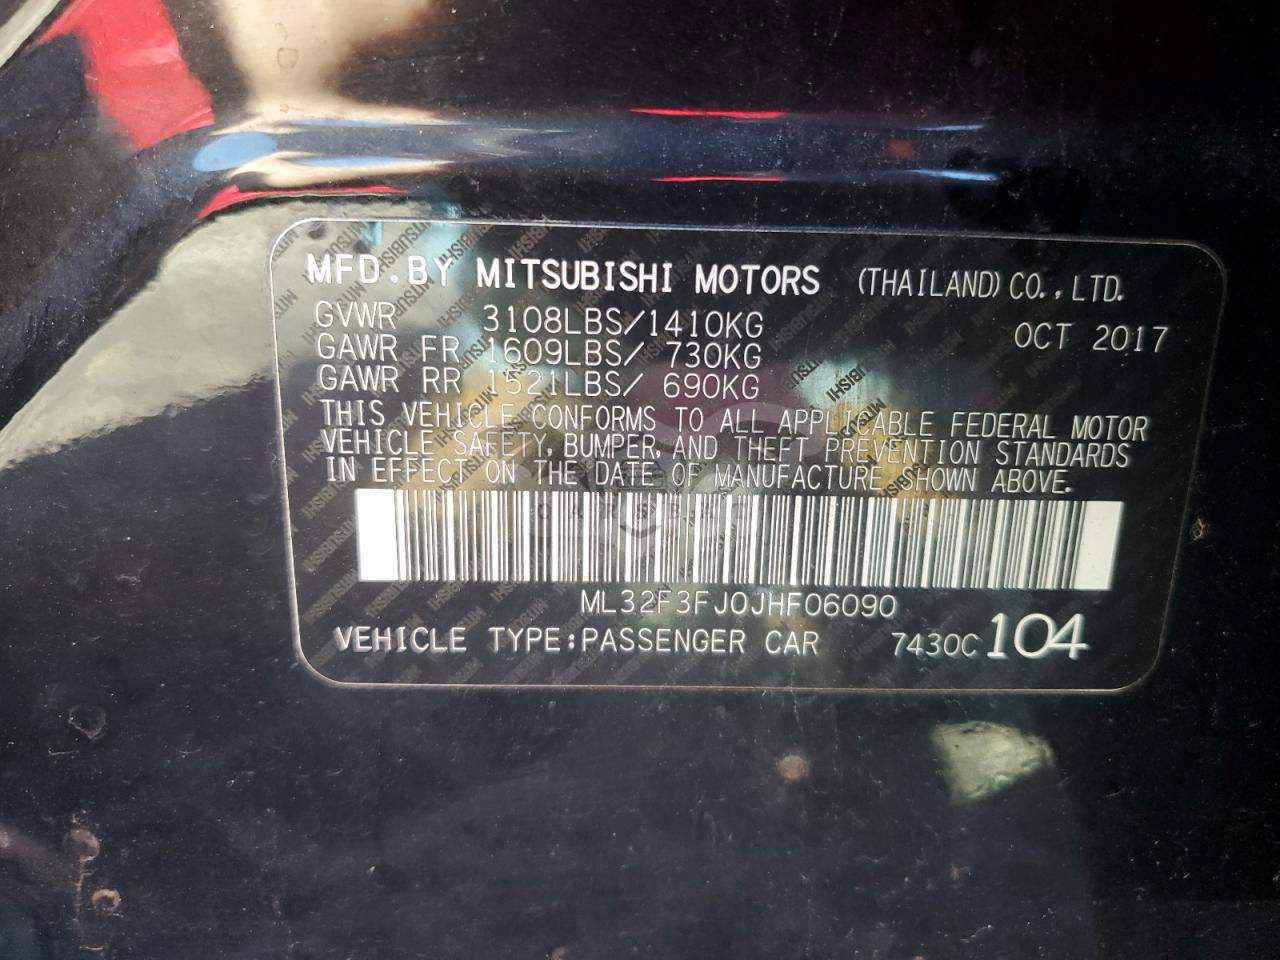 MFD.BY MITSUBISHI MOTORS (THAILAND) CO., LTD.
GVWR 3108LBS/1410KG OCT 2017
GAWR FR 1609LBS/ 730KG
GAWR RR 1521LBS/ 690KG
THIS VEHICLE CONFORMS TO ALL APPLICABLE FEDERAL MOTOR
VEHICLE SAFETY, BUMPER, AND THEFT PREVENTION STANDARDS
IN EFFECT ON THE DATE OF MANUFACTURE SHOWN ABOVE.
ML32F3FJ0JHF06090
VEHICLE TYPE:PASSENGER CAR 7430C 104